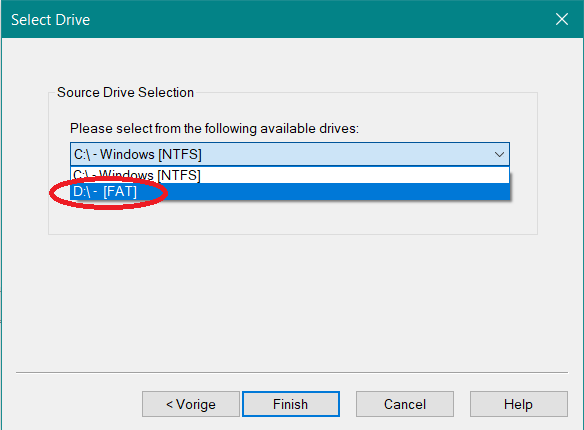 Select Drive
Source Drive Selection
Please select from the following available drives:
C:\ - Windows [NTFS]
C:\ - Windows [NTFS]
D:\ -  [FAT]
< Vorige
Finish
Cancel
Help